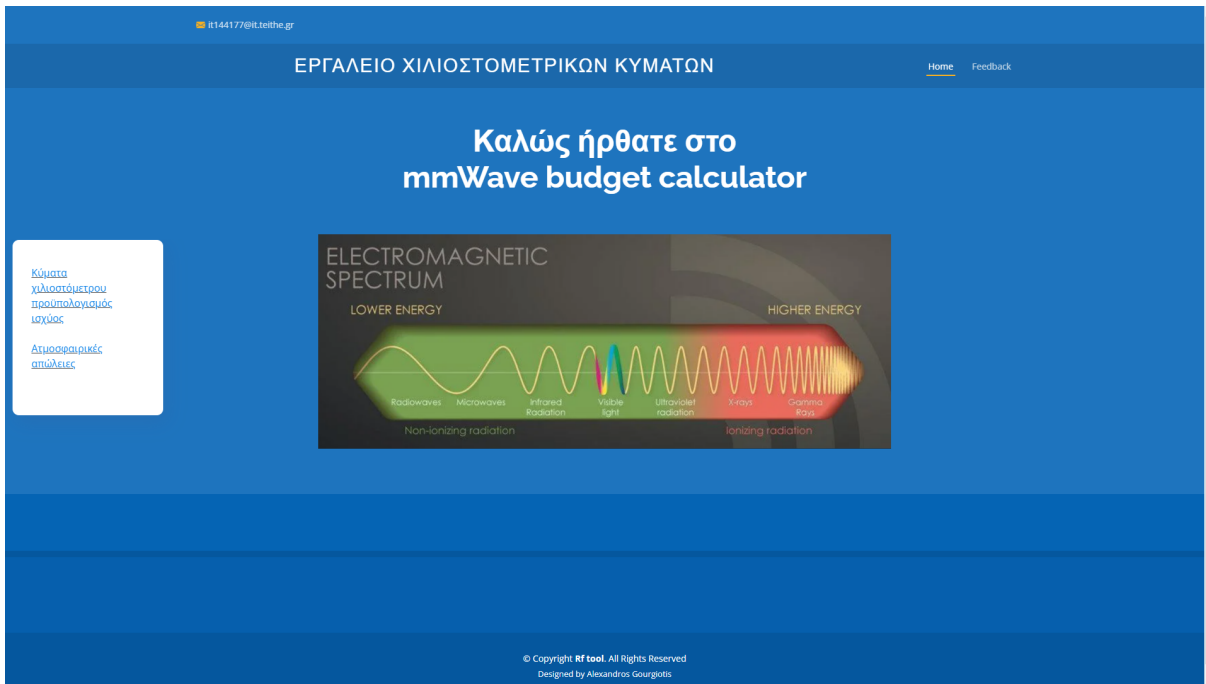 it144177@it.teithe.gr
ΕΡΓΑΛΕΙΟ ΧΙΛΙΟΣΤΟΜΕΤΡΙΚΩΝ ΚΥΜΑΤΩΝ
Home Feedback
Καλώς ήρθατε στο
mmWave budget calculator
Κύματα
χιλιοστόμετρου
προϋπολογισμός
ισχύος
Ατμοσφαιρικές
απώλειες
ELECTROMAGNETIC
SPECTRUM
LOWER ENERGY HIGHER ENERGY
Radiowaves Microwaves Infrared Visible Ultraviolet X-rays Gamma
Radiation light radiation Rays
Non-ionizing radiation Ionizing radiation
© Copyright Rf tool. All Rights Reserved
Designed by Alexandros Gourgiotis